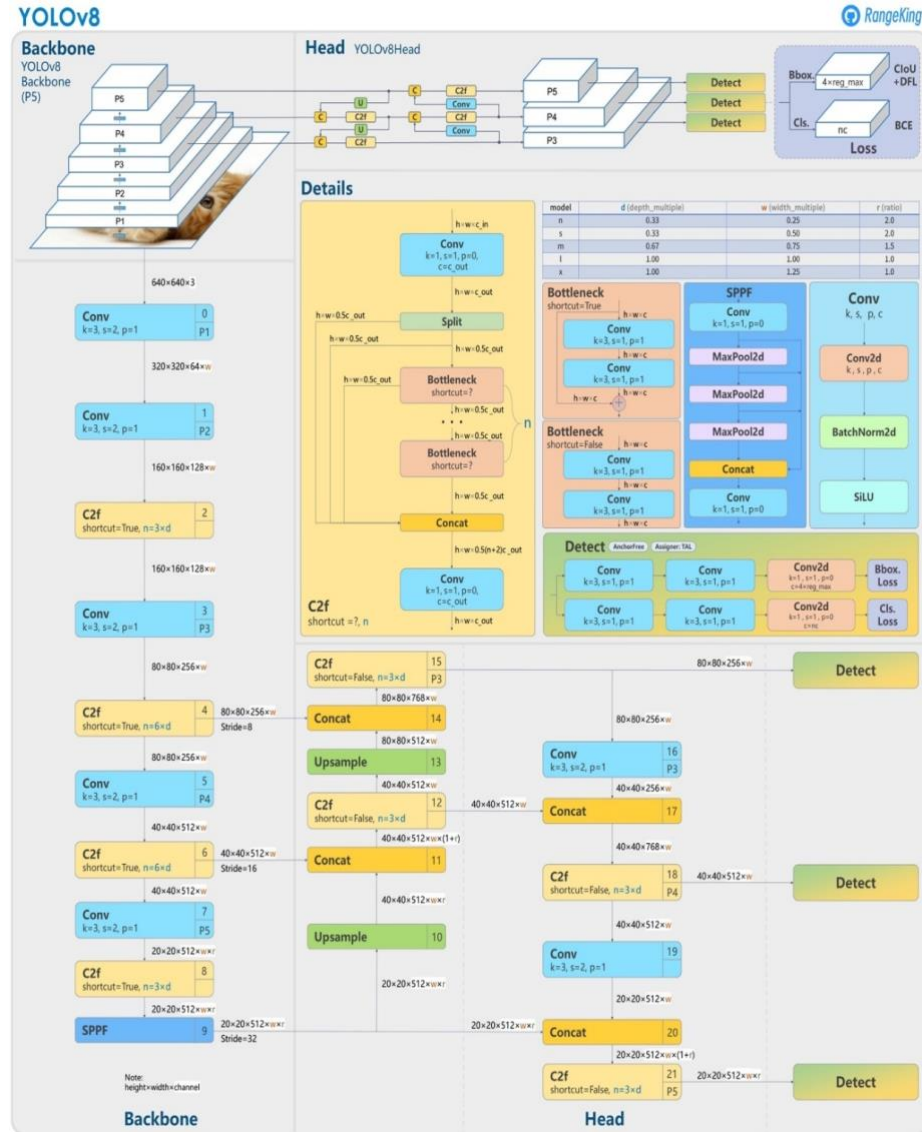 YOLOv8
RangeKing
Backbone
YOLOv8
Backbone
(P5)
P5
P4
P3
P2
P1
Head YOLOv8Head
C
C2f
U
Conv
C
C2f
C
C2f
U
Conv
C
C2f
P5
P4
P3
Detect
Detect
Detect
Bbox.
4×reg_max
CIoU
+DFL
Cls.
nc
BCE
Loss
640×640×3
Conv
k=3, s=2, p=1
0
P1
320×320×64×w
Conv
k=3, s=2, p=1
1
P2
160×160×128×w
C2f
shortcut=True, n=3×d
2
160×160×128×w
Conv
k=3, s=2, p=1
3
P3
80×80×256×w
C2f
shortcut=True, n=6×d
4
80×80×256×w
Stride=8
80×80×256×w
Conv
k=3, s=2, p=1
5
P4
40×40×512×w
C2f
shortcut=True, n=6×d
6
40×40×512×w
Stride=16
40×40×512×w
Conv
k=3, s=2, p=1
7
P5
20×20×512×w×r
C2f
shortcut=True, n=3×d
8
20×20×512×w×r
SPPF
9
20×20×512×w×r
Stride=32
Note:
height×width×channel
Backbone
Details
h=w=c_in
Conv
k=1, s=1, p=0,
c=c_out
h=w=c_out
Split
h=w=0.5c_out
h=w=0.5c_out
h=w=0.5c_out
h=w=0.5c_out
Bottleneck
shortcut=?
h=w=0.5c_out
• • •
h=w=0.5c_out
n
Bottleneck
shortcut=?
h=w=0.5c_out
Concat
h=w=0.5(n+2)c_out
Conv
k=1, s=1, p=0,
c=c_out
h=w=c_out
C2f
shortcut =?, n
model d (depth_multiple) w (width_multiple) r (ratio)
n 0.33 0.25 2.0
s 0.33 0.50 2.0
m 0.67 0.75 1.5
l 1.00 1.00 1.0
x 1.00 1.25 1.0
Bottleneck
shortcut=True
h=w=c
Conv
k=3, s=1, p=1
h=w=c
Conv
k=3, s=1, p=1
h=w=c
h=w=c
+
Bottleneck
shortcut=False
h=w=c
Conv
k=3, s=1, p=1
h=w=c
Conv
k=3, s=1, p=1
h=w=c
SPPF
Conv
k=1, s=1, p=0
MaxPool2d
MaxPool2d
MaxPool2d
Concat
Conv
k=1, s=1, p=0
Conv
k, s, p, c
Conv2d
k, s, p, c
BatchNorm2d
SiLU
Detect
AnchorFree
Assigner: TAL
Conv
k=3, s=1, p=1
Conv
k=3, s=1, p=1
Conv2d
k=1, s=1, p=0
c=4×reg_max
Bbox.
Loss
Conv
k=3, s=1, p=1
Conv
k=3, s=1, p=1
Conv2d
k=1, s=1, p=0
c=nc
Cls.
Loss
C2f
shortcut=False, n=3×d
15
P3
80×80×256×w
Detect
80×80×768×w
Concat
14
80×80×512×w
Upsample
13
40×40×512×w
C2f
shortcut=False, n=3×d
12
40×40×512×w
40×40×512×w×(1+r)
Concat
11
40×40×512×w×r
Upsample
10
20×20×512×w×r
80×80×256×w
Conv
k=3, s=2, p=1
16
P3
40×40×256×w
Concat
17
40×40×768×w
C2f
shortcut=False, n=3×d
18
P4
40×40×512×w
Detect
40×40×512×w
Conv
k=3, s=2, p=1
19
20×20×512×w
20×20×512×w×r
Concat
20
20×20×512×w×(1+r)
C2f
shortcut=False, n=3×d
21
P5
20×20×512×w×r
Detect
Head